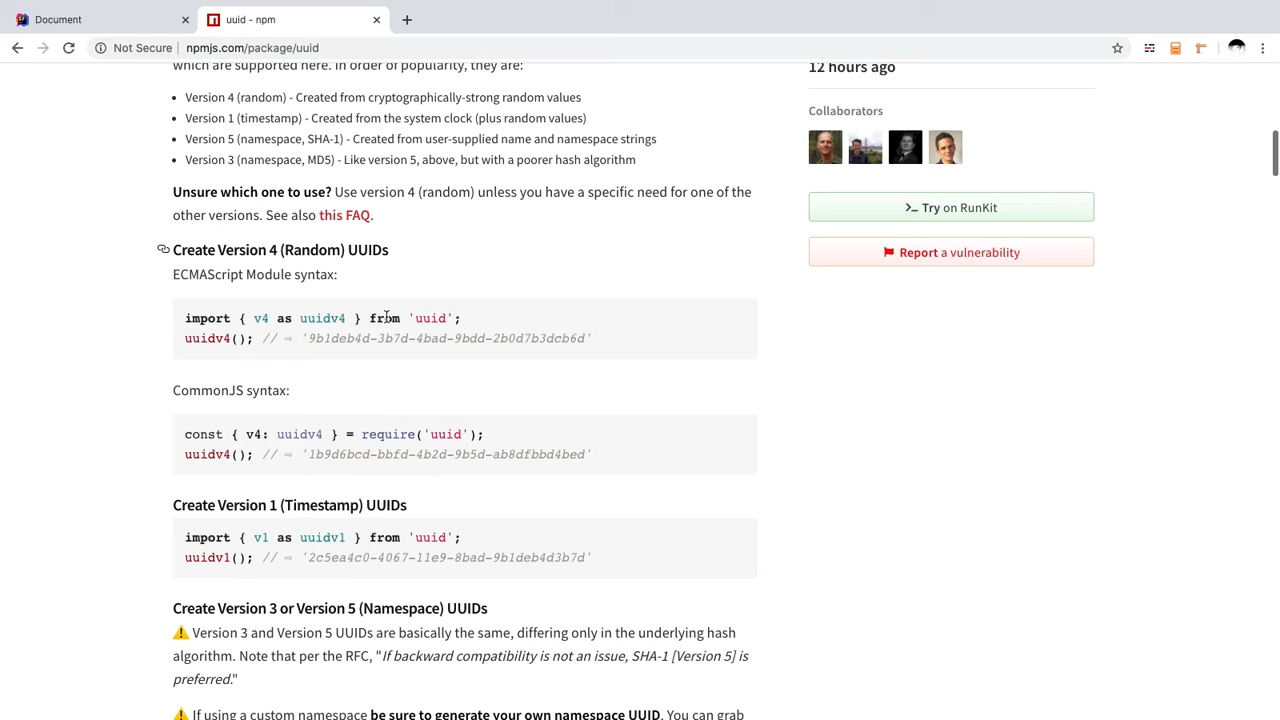 Document
uuid - npm
Not Secure
npmjs.com/package/uuid
which are supported here. In order of popularity, they are:
Version 4 (random) - Created from cryptographically-strong random values
Version 1 (timestamp) - Created from the system clock (plus random values)
Version 5 (namespace, SHA-1) - Created from user-supplied name and namespace strings
Version 3 (namespace, MD5) - Like version 5, above, but with a poorer hash algorithm
Unsure which one to use? Use version 4 (random) unless you have a specific need for one of the
other versions. See also this FAQ.
Create Version 4 (Random) UUIDs
ECMAScript Module syntax:
import { v4 as uuidv4 } from 'uuid';
uuidv4(); // ⇨ '9b1deb4d-3b7d-4bad-9bdd-2b0d7b3dcb6d'
CommonJS syntax:
const { v4: uuidv4 } = require('uuid');
uuidv4(); // ⇨ '1b9d6bcd-bbfd-4b2d-9b5d-ab8dfbbd4bed'
Create Version 1 (Timestamp) UUIDs
import { v1 as uuidv1 } from 'uuid';
uuidv1(); // ⇨ '2c5ea4c0-4067-11e9-8bad-9b1deb4d3b7d'
Create Version 3 or Version 5 (Namespace) UUIDs
⚠️ Version 3 and Version 5 UUIDs are basically the same, differing only in the underlying hash
algorithm. Note that per the RFC, "If backward compatibility is not an issue, SHA-1 [Version 5] is
preferred."
⚠️ If using a custom namespace be sure to generate your own namespace UUID. You can grab
12 hours ago
Collaborators
Try on RunKit
Report a vulnerability